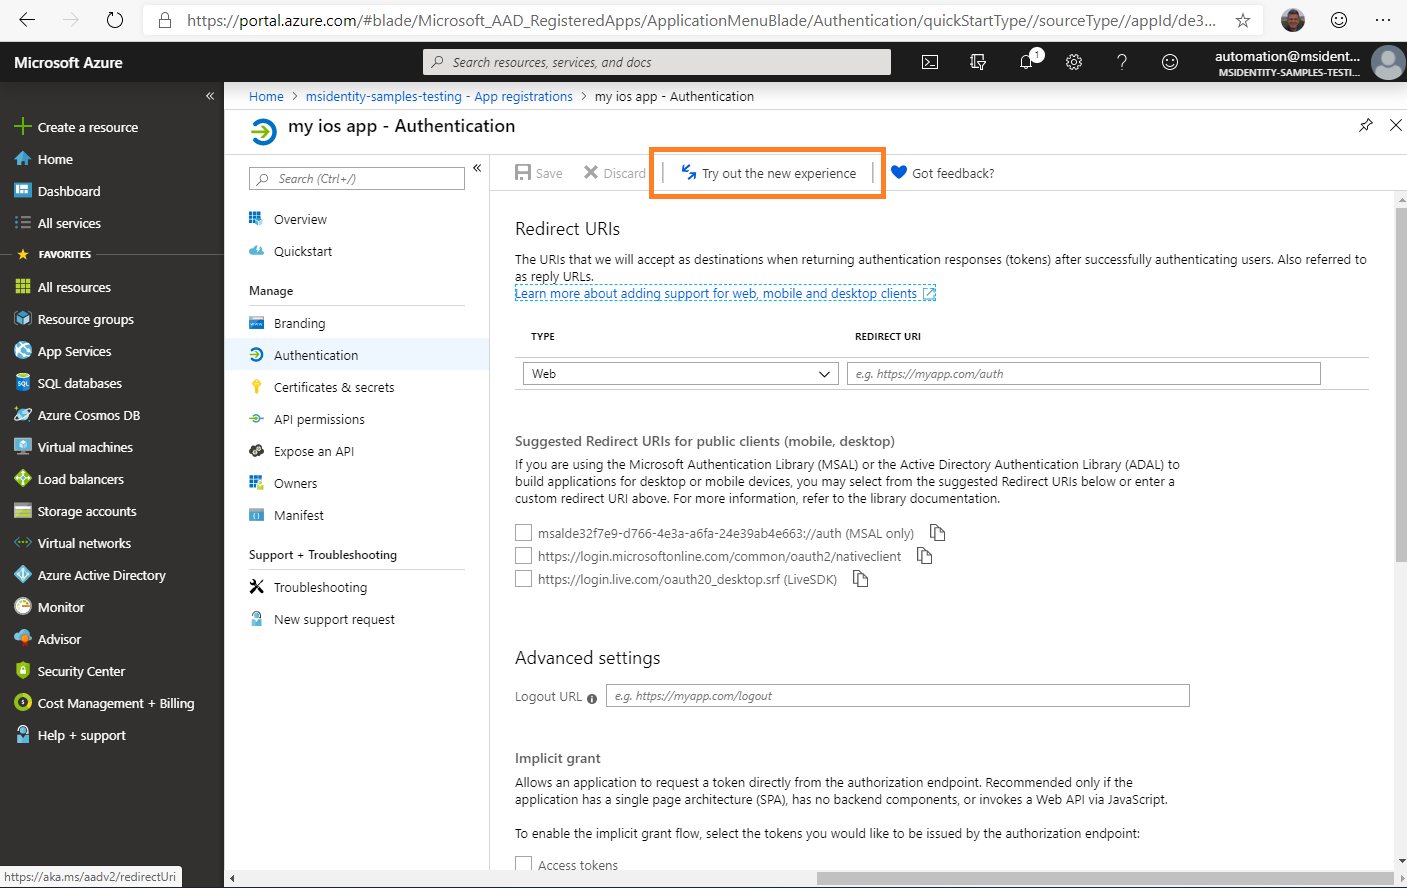 https://portal.azure.com/#blade/Microsoft_AAD_RegisteredApps/ApplicationMenuBlade/Authentication/quickStartType//sourceType//appId/de3...
Microsoft Azure
Search resources, services, and docs
1
automation@msident...
MSIDENTITY-SAMPLES-TESTI...
Home > msidentity-samples-testing - App registrations > my ios app - Authentication
my ios app - Authentication
Create a resource
Home
Dashboard
All services
FAVORITES
All resources
Resource groups
App Services
SQL databases
Azure Cosmos DB
Virtual machines
Load balancers
Storage accounts
Virtual networks
Azure Active Directory
Monitor
Advisor
Security Center
Cost Management + Billing
Help + support
https://aka.ms/aadv2/redirectUri
Search (Ctrl+/)
Overview
Quickstart
Manage
Branding
Authentication
Certificates & secrets
API permissions
Expose an API
Owners
Manifest
Support + Troubleshooting
Troubleshooting
New support request
Save
Discard
Try out the new experience
Got feedback?
Redirect URIs
The URIs that we will accept as destinations when returning authentication responses (tokens) after successfully authenticating users. Also referred to
as reply URLs.
Learn more about adding support for web, mobile and desktop clients
TYPE
REDIRECT URI
Web
e.g. https://myapp.com/auth
Suggested Redirect URIs for public clients (mobile, desktop)
If you are using the Microsoft Authentication Library (MSAL) or the Active Directory Authentication Library (ADAL) to
build applications for desktop or mobile devices, you may select from the suggested Redirect URIs below or enter a
custom redirect URI above. For more information, refer to the library documentation.
msalde32f7e9-d766-4e3a-a6fa-24e39ab4e663://auth (MSAL only)
https://login.microsoftonline.com/common/oauth2/nativeclient
https://login.live.com/oauth20_desktop.srf (LiveSDK)
Advanced settings
Logout URL
e.g. https://myapp.com/logout
Implicit grant
Allows an application to request a token directly from the authorization endpoint. Recommended only if the
application has a single page architecture (SPA), has no backend components, or invokes a Web API via JavaScript.
To enable the implicit grant flow, select the tokens you would like to be issued by the authorization endpoint:
Access tokens